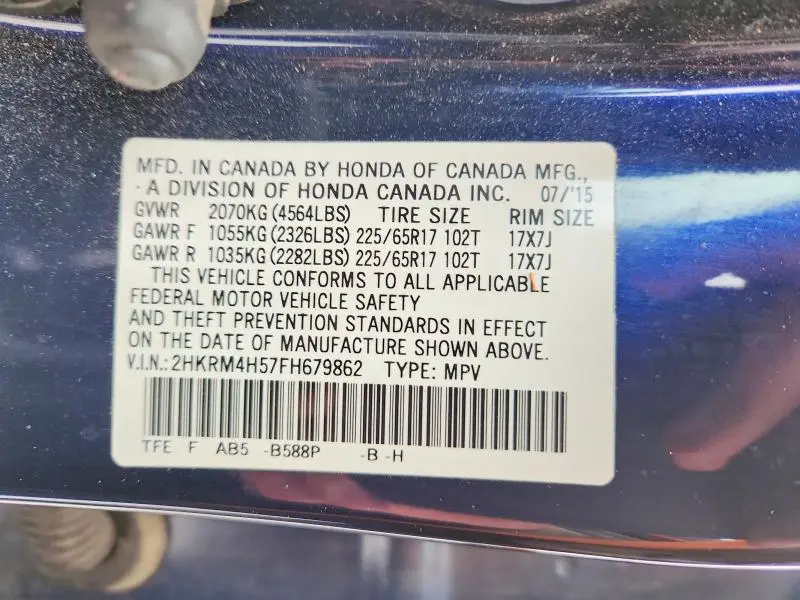 MFD. IN CANADA BY HONDA OF CANADA MFG.,
A DIVISION OF HONDA CANADA INC. 07/'15
GVWR 2070KG (4564LBS) TIRE SIZE RIM SIZE
GAWR F 1055KG (2326LBS) 225/65R17 102T 17X7J
GAWR R 1035KG (2282LBS) 225/65R17 102T 17X7J
THIS VEHICLE CONFORMS TO ALL APPLICABLE
FEDERAL MOTOR VEHICLE SAFETY
AND THEFT PREVENTION STANDARDS IN EFFECT
ON THE DATE OF MANUFACTURE SHOWN ABOVE.
V.I.N.: 2HKRM4H57FH679862 TYPE: MPV
TFE F AB5 -B588P -B -H